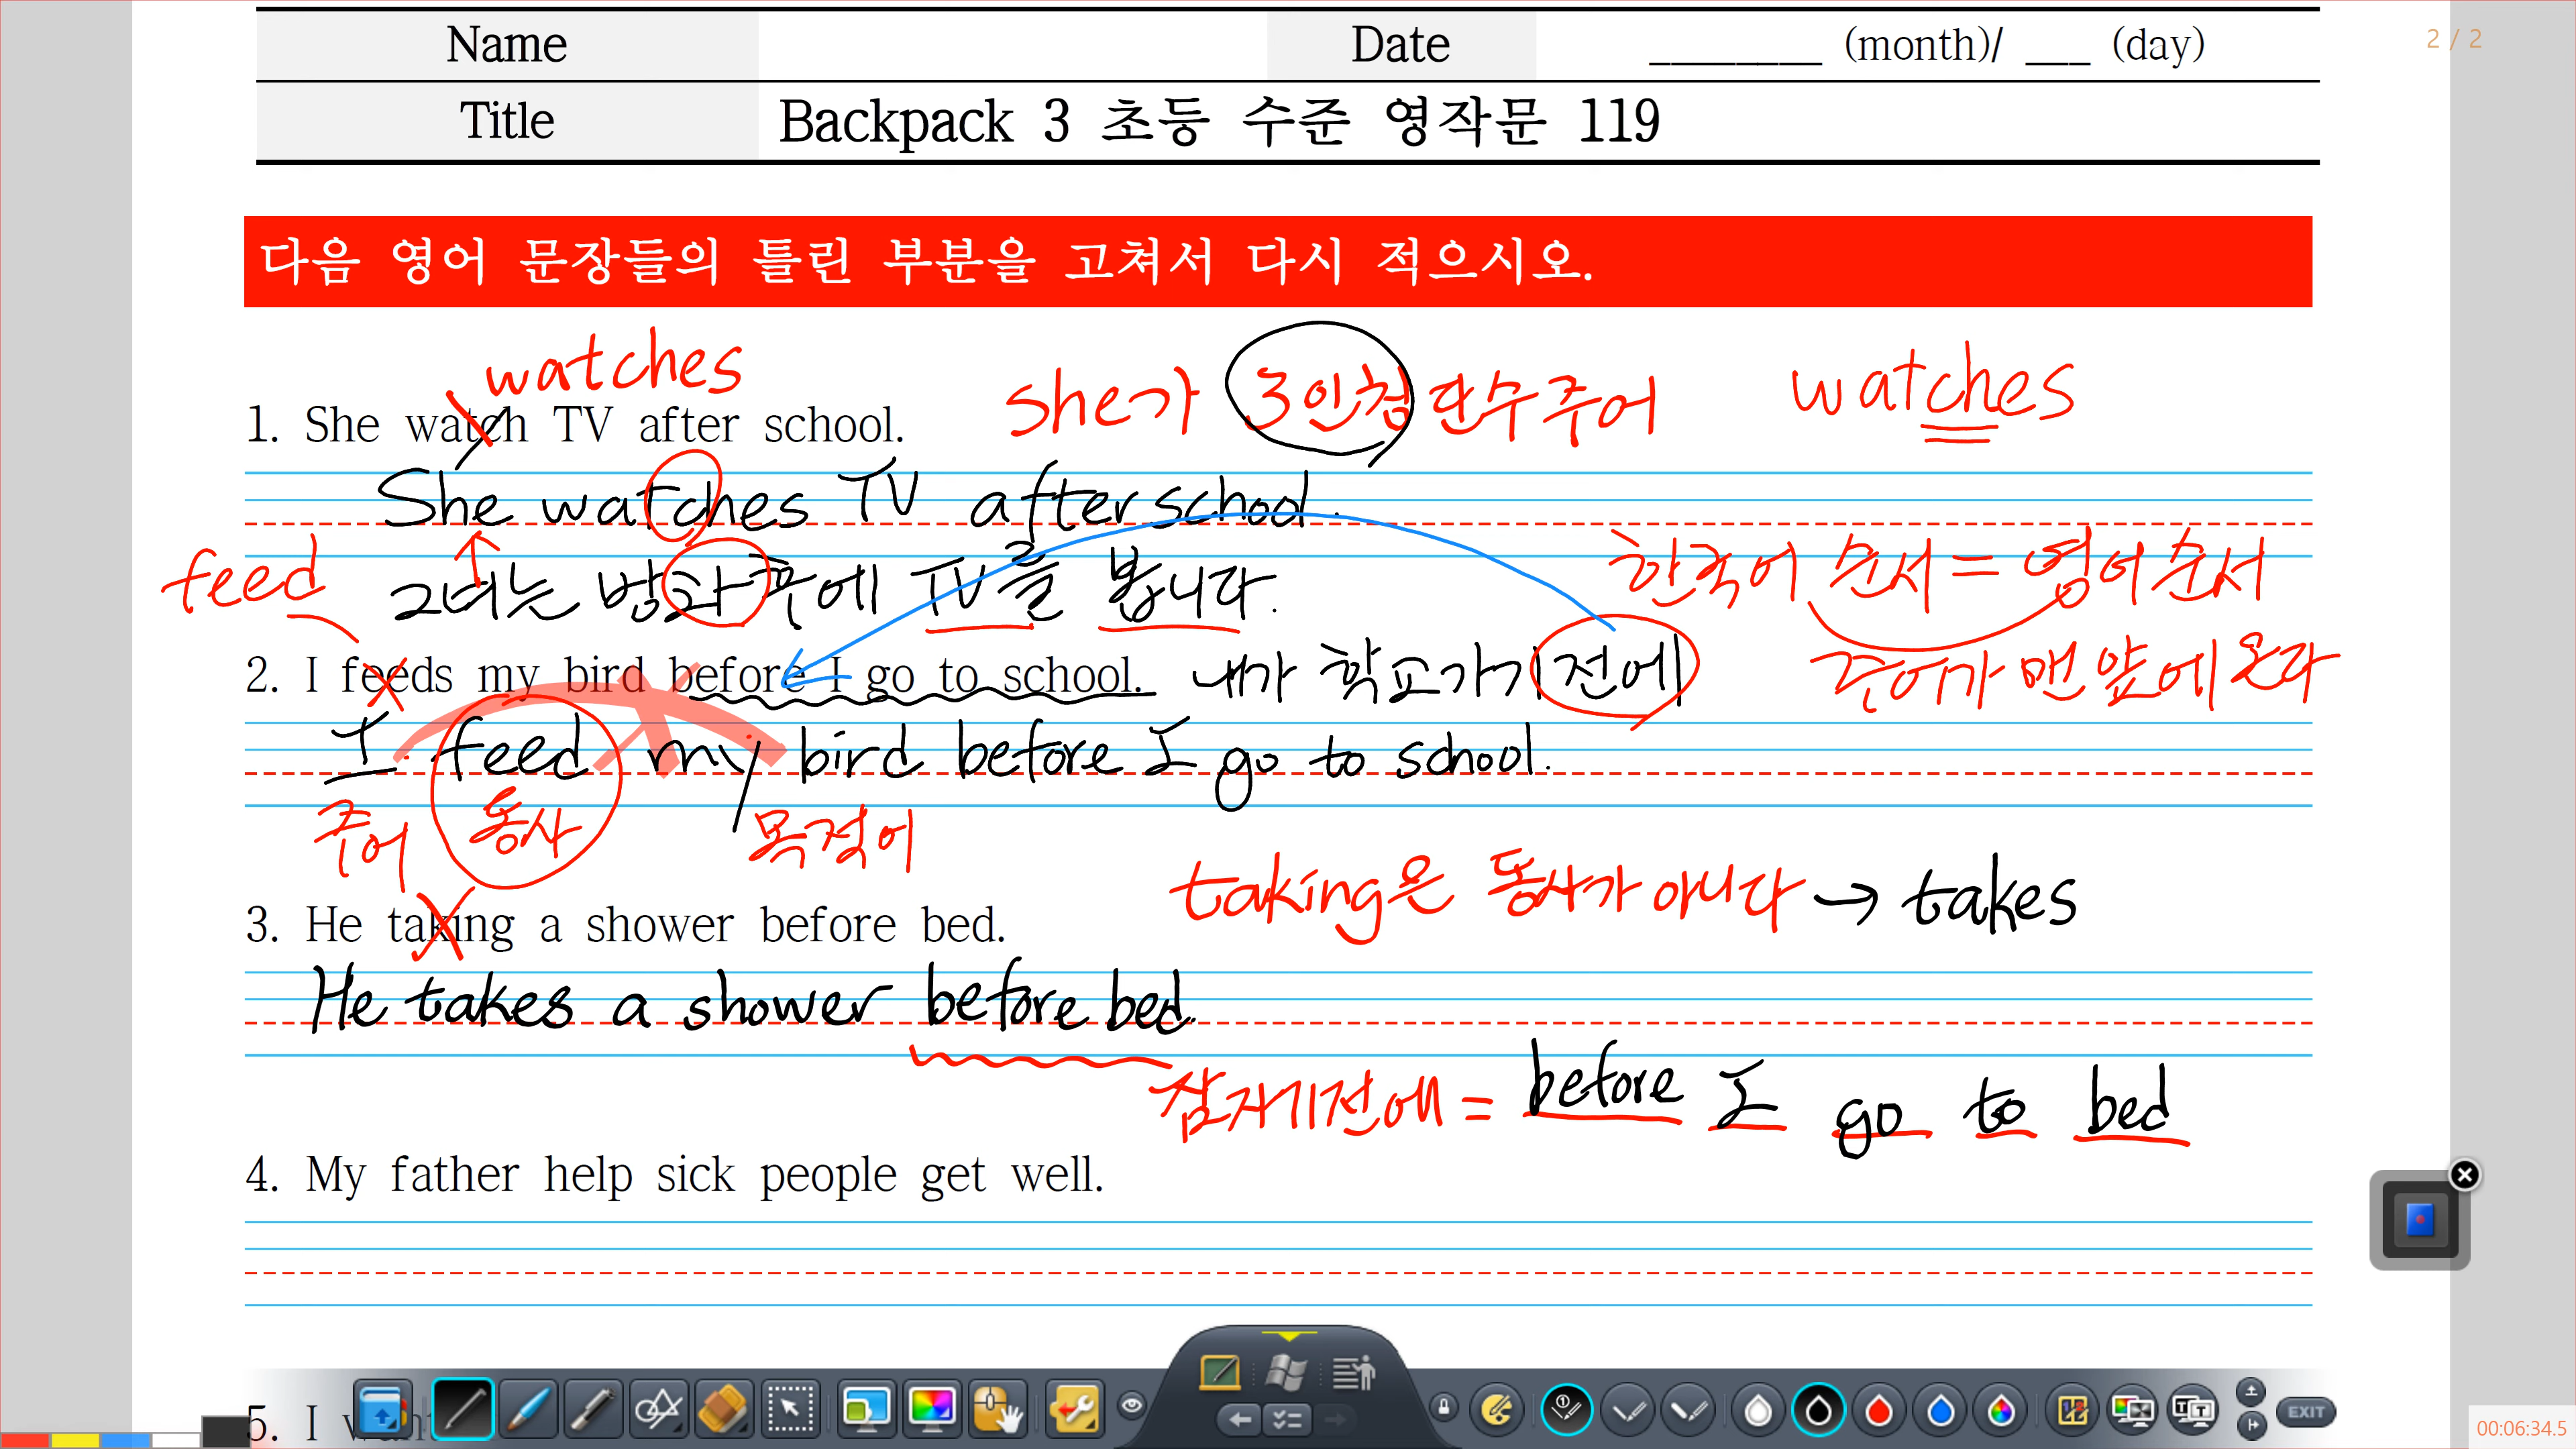 Name Date _______ (month)/ ___ (day)
2 / 2
Title Backpack 3 초등 수준 영작문 119
다음 영어 문장들의 틀린 부분을 고쳐서 다시 적으시오.
watches
1. She watch TV after school. She가 3인칭 단수 주어 watches
She watches TV after school.
feed 그녀는 방과 후에 TV를 봅니다. 한국어 순서 = 영어 순서
2. I feeds my bird before I go to school. 내가 학교가기 전에 주어가 맨 앞에 온다
I feed my bird before I go to school.
주어 동사 목적어
taking은 동사가 아니다 → takes
3. He taking a shower before bed.
He takes a shower before bed.
잠자기전에 = before I go to bed
4. My father help sick people get well.
5. I want
EXIT
00:06:34.5